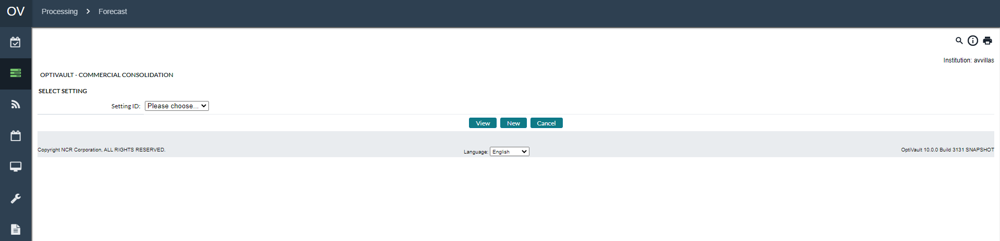 OV
Processing > Forecast
Institution: avvillas
OPTIVAULT - COMMERCIAL CONSOLIDATION
SELECT SETTING
Setting ID: Please choose...
View New Cancel
Copyright NCR Corporation, ALL RIGHTS RESERVED.
Language: English
OptiVault 10.0.0 Build 3131 SNAPSHOT